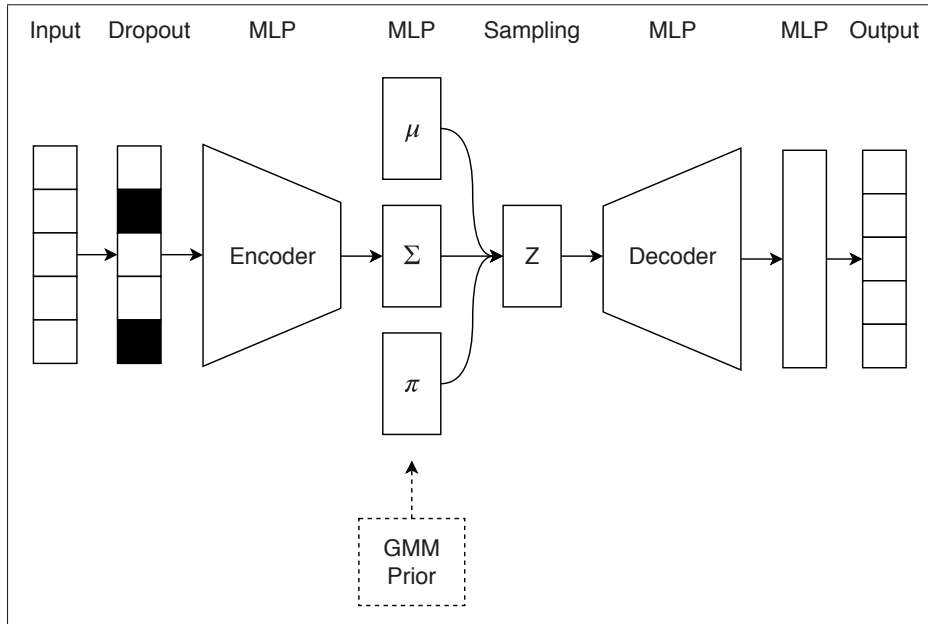 Input Dropout MLP MLP Sampling MLP MLP Output
μ
Encoder Σ Z Decoder
π
GMM
Prior